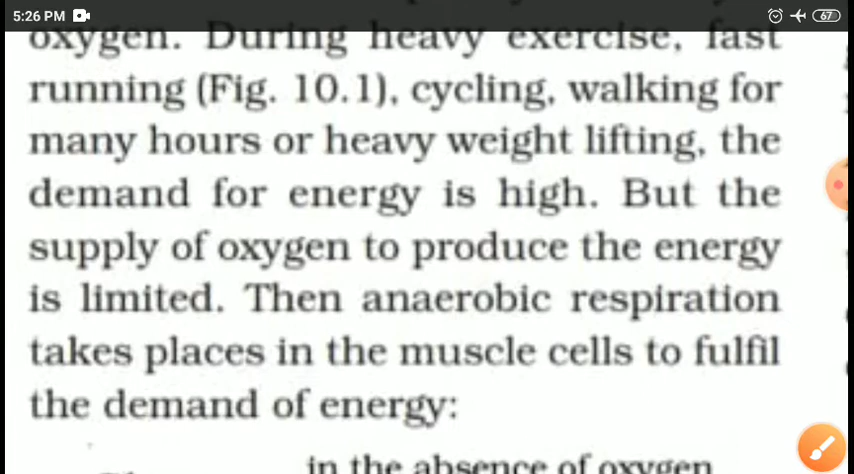 5:26 PM
67
oxygen. During heavy exercise, fast
running (Fig. 10.1), cycling, walking for
many hours or heavy weight lifting, the
demand for energy is high. But the
supply of oxygen to produce the energy
is limited. Then anaerobic respiration
takes places in the muscle cells to fulfil
the demand of energy:
in the absence of oxygen